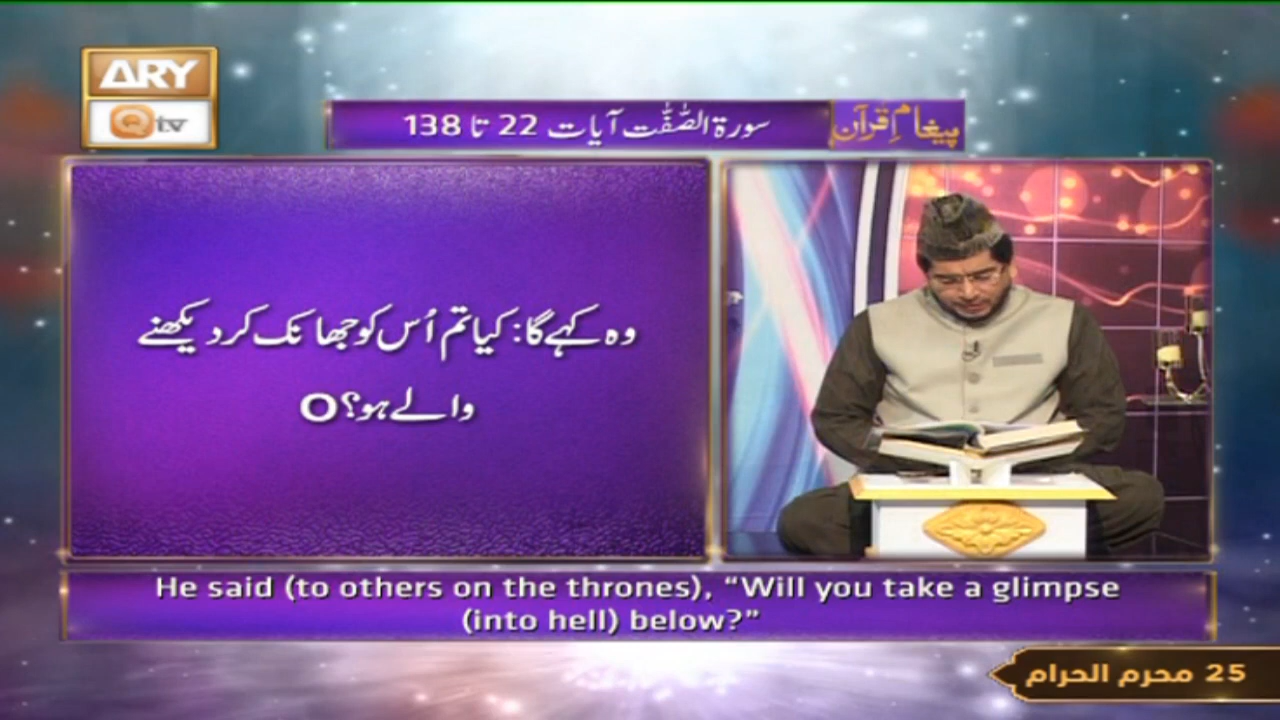 ARY
Qtv
پیغامِ قرآن
سورۃ الصّٰفّٰت آیات 22 تا 138
وہ کہے گا: کیا تم اُس کو جھانک کر دیکھنے
والے ہو؟O
He said (to others on the thrones), “Will you take a glimpse
(into hell) below?”
25 محرم الحرام